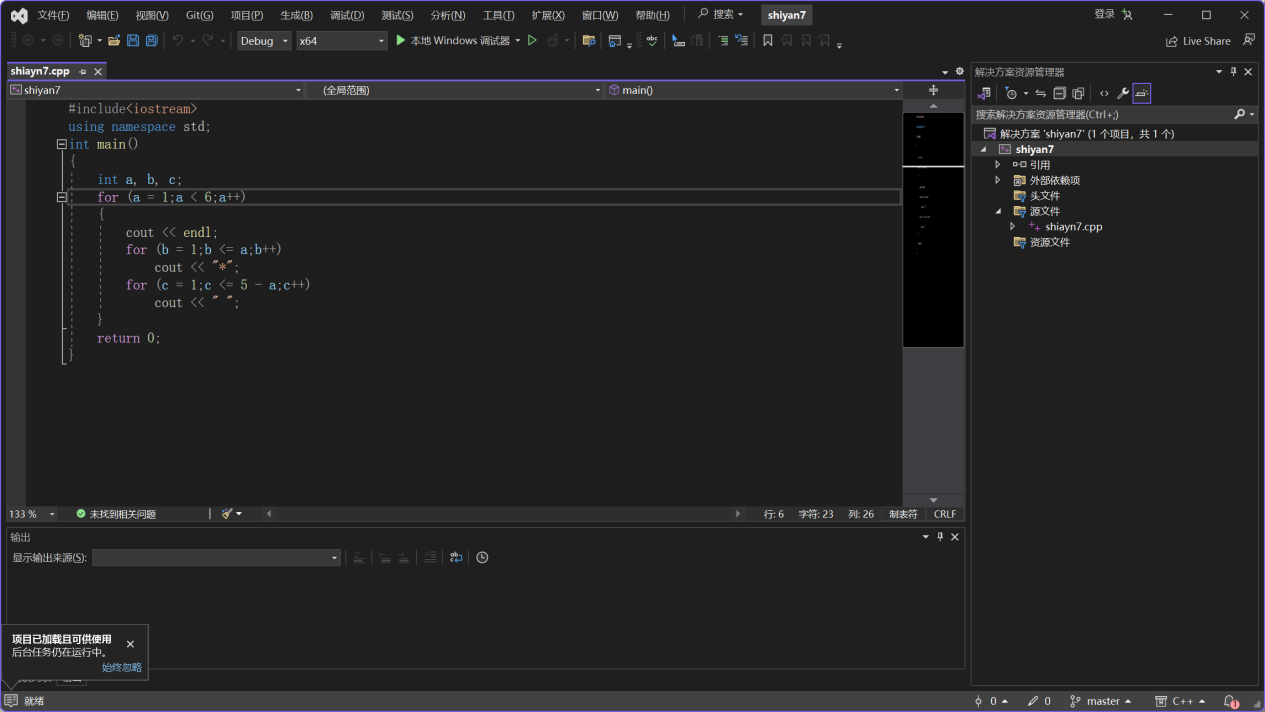 文件(F) 编辑(E) 视图(V) Git(G) 项目(P) 生成(B) 调试(D) 测试(S) 分析(N) 工具(T) 扩展(X) 窗口(W) 帮助(H) 搜索 shiyan7 登录
Debug x64 本地 Windows 调试器 Live Share
shiayn7.cpp
shiyan7 (全局范围) main()
#include<iostream>
using namespace std;
int main()
{
int a, b, c;
for (a = 1;a < 6;a++)
{
cout << endl;
for (b = 1;b <= a;b++)
cout << "*";
for (c = 1;c <= 5 - a;c++)
cout << " ";
}
return 0;
}
133 % 未找到相关问题 行: 6 字符: 23 列: 26 制表符 CRLF
输出
显示输出来源(S):
解决方案资源管理器
搜索解决方案资源管理器(Ctrl+;)
解决方案 'shiyan7' (1 个项目，共 1 个)
shiyan7
引用
外部依赖项
头文件
源文件
shiayn7.cpp
资源文件
项目已加载且可供使用
后台任务仍在运行中。
始终忽略
就绪 0 0 master C++ 1